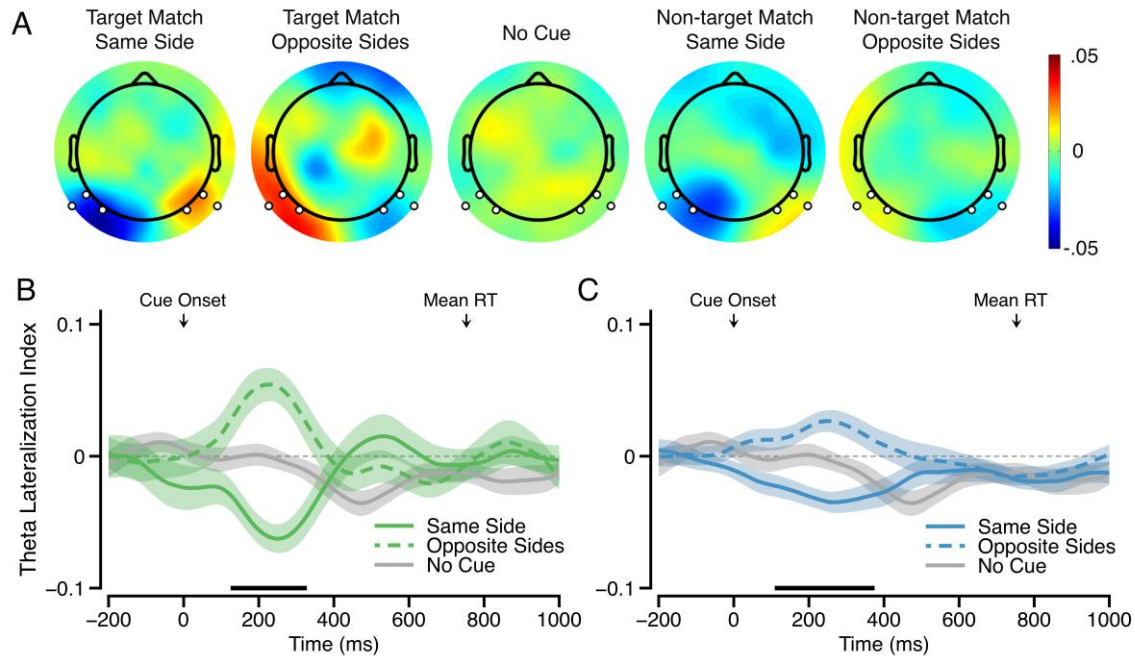 A
Target Match
Same Side
Target Match
Opposite Sides
No Cue
Non-target Match
Same Side
Non-target Match
Opposite Sides
.05
0
-.05
B
Cue Onset
Mean RT
0.1
0
−0.1
Theta Lateralization Index
Same Side
Opposite Sides
No Cue
−200 0 200 400 600 800 1000
Time (ms)
C
Cue Onset
Mean RT
0.1
0
−0.1
Same Side
Opposite Sides
No Cue
−200 0 200 400 600 800 1000
Time (ms)